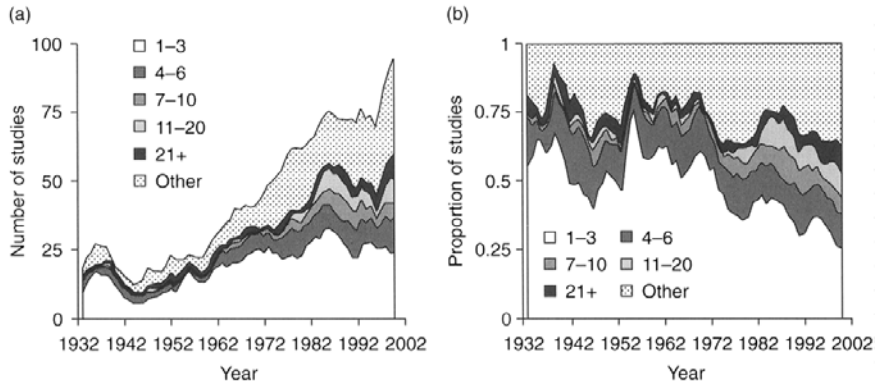 (a)
Number of studies
100
75
50
25
0
1–3
4–6
7–10
11–20
21+
Other
1932 1942 1952 1962 1972 1982 1992 2002
Year
(b)
Proportion of studies
1
0.75
0.5
0.25
0
1–3 4–6
7–10 11–20
21+ Other
1932 1942 1952 1962 1972 1982 1992 2002
Year